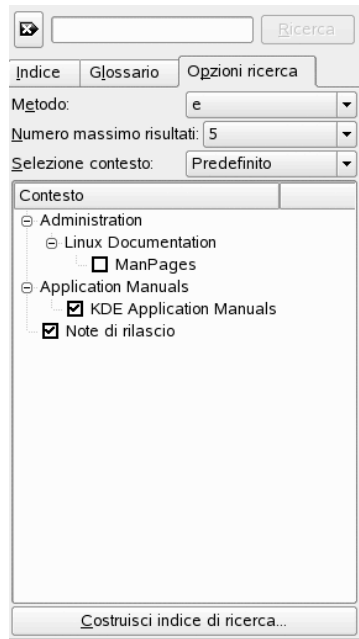 Ricerca
Indice Glossario Opzioni ricerca
Metodo: e
Numero massimo risultati: 5
Selezione contesto: Predefinito
Contesto
Administration
Linux Documentation
ManPages
Application Manuals
KDE Application Manuals
Note di rilascio
Costruisci indice di ricerca...